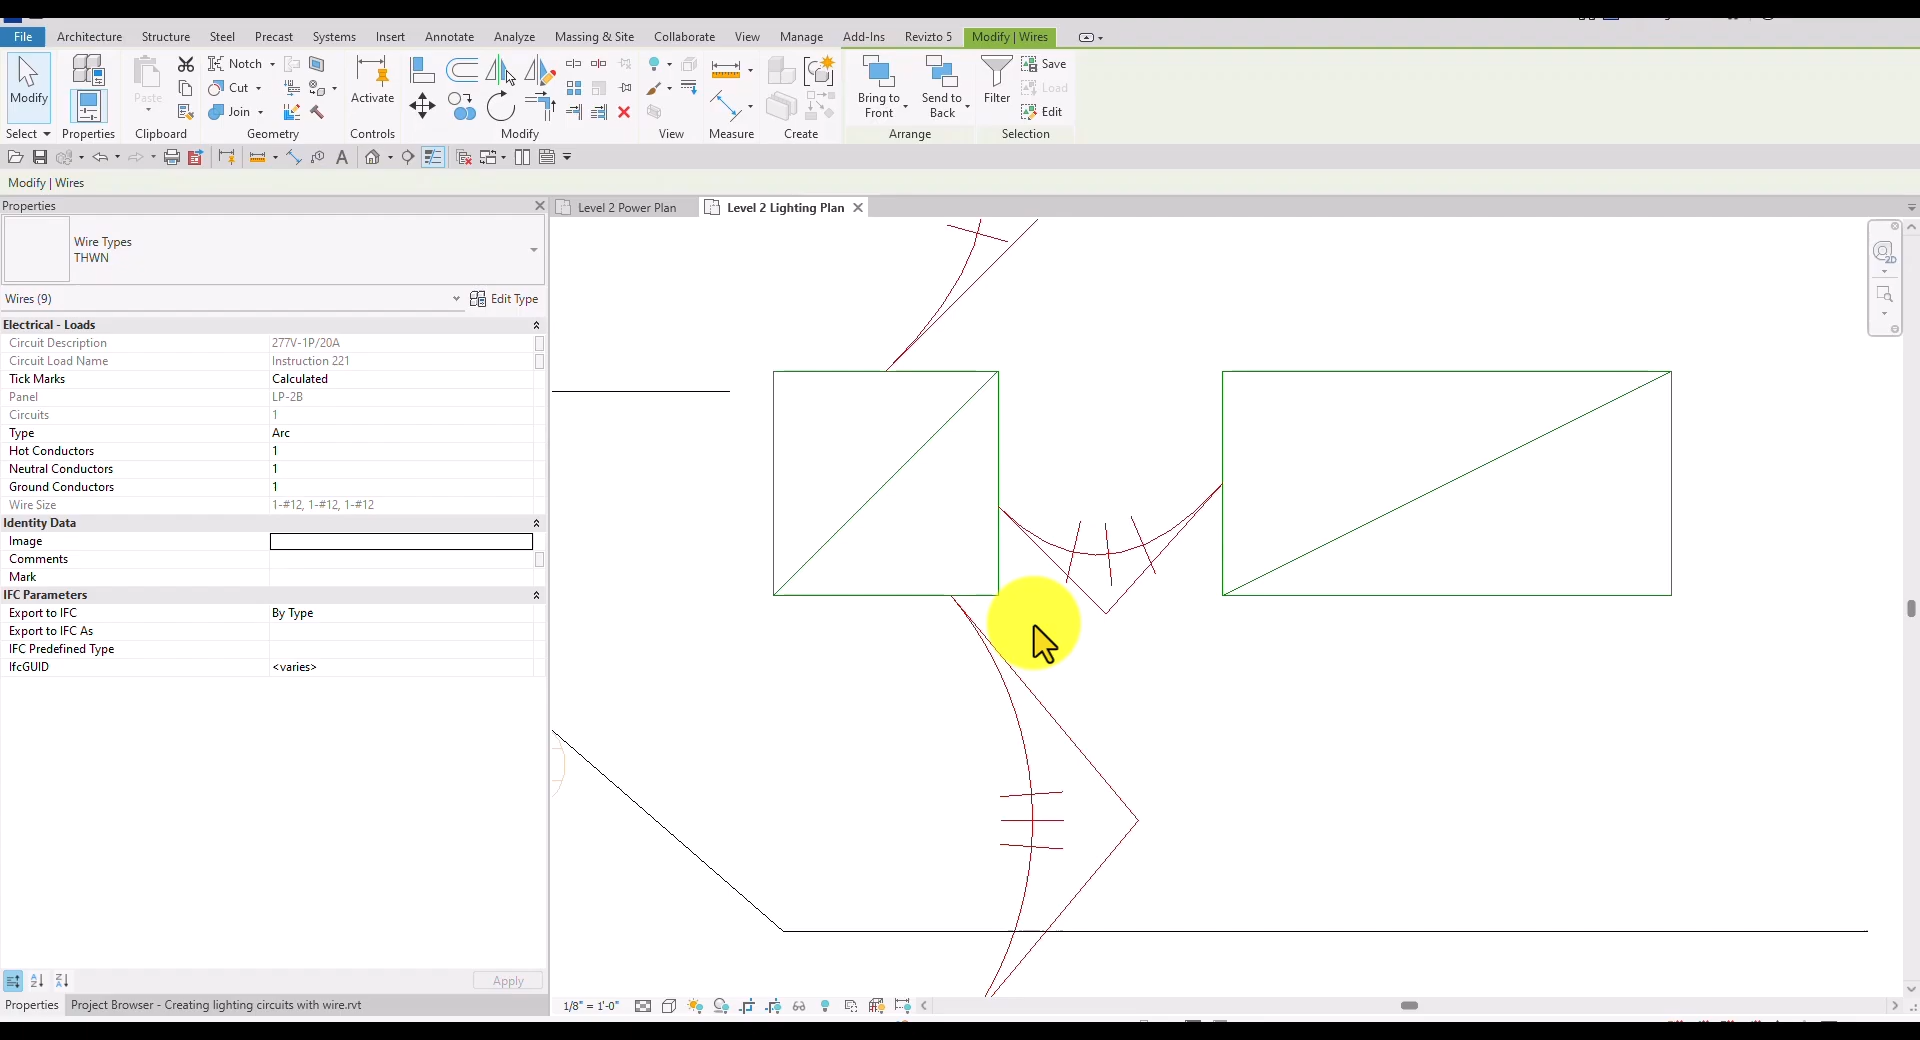 File Architecture Structure Steel Precast Systems Insert Annotate Analyze Massing & Site Collaborate View Manage Add-Ins Revizto 5 Modify | Wires
Notch Save
Cut Load
Modify Paste Join Activate Bring to Front Send to Back Filter Edit
Select Properties Clipboard Geometry Controls Modify View Measure Create Arrange Selection
Modify | Wires
Properties
Level 2 Power Plan Level 2 Lighting Plan
Wire Types
THWN
2D
Wires (9) Edit Type
Electrical - Loads
Circuit Description 277V-1P/20A
Circuit Load Name Instruction 221
Tick Marks Calculated
Panel LP-2B
Circuits 1
Type Arc
Hot Conductors 1
Neutral Conductors 1
Ground Conductors 1
Wire Size 1-#12, 1-#12, 1-#12
Identity Data
Image
Comments
Mark
IFC Parameters
Export to IFC By Type
Export to IFC As
IFC Predefined Type
IfcGUID <varies>
Apply
Properties Project Browser - Creating lighting circuits with wire.rvt
1/8" = 1'-0"